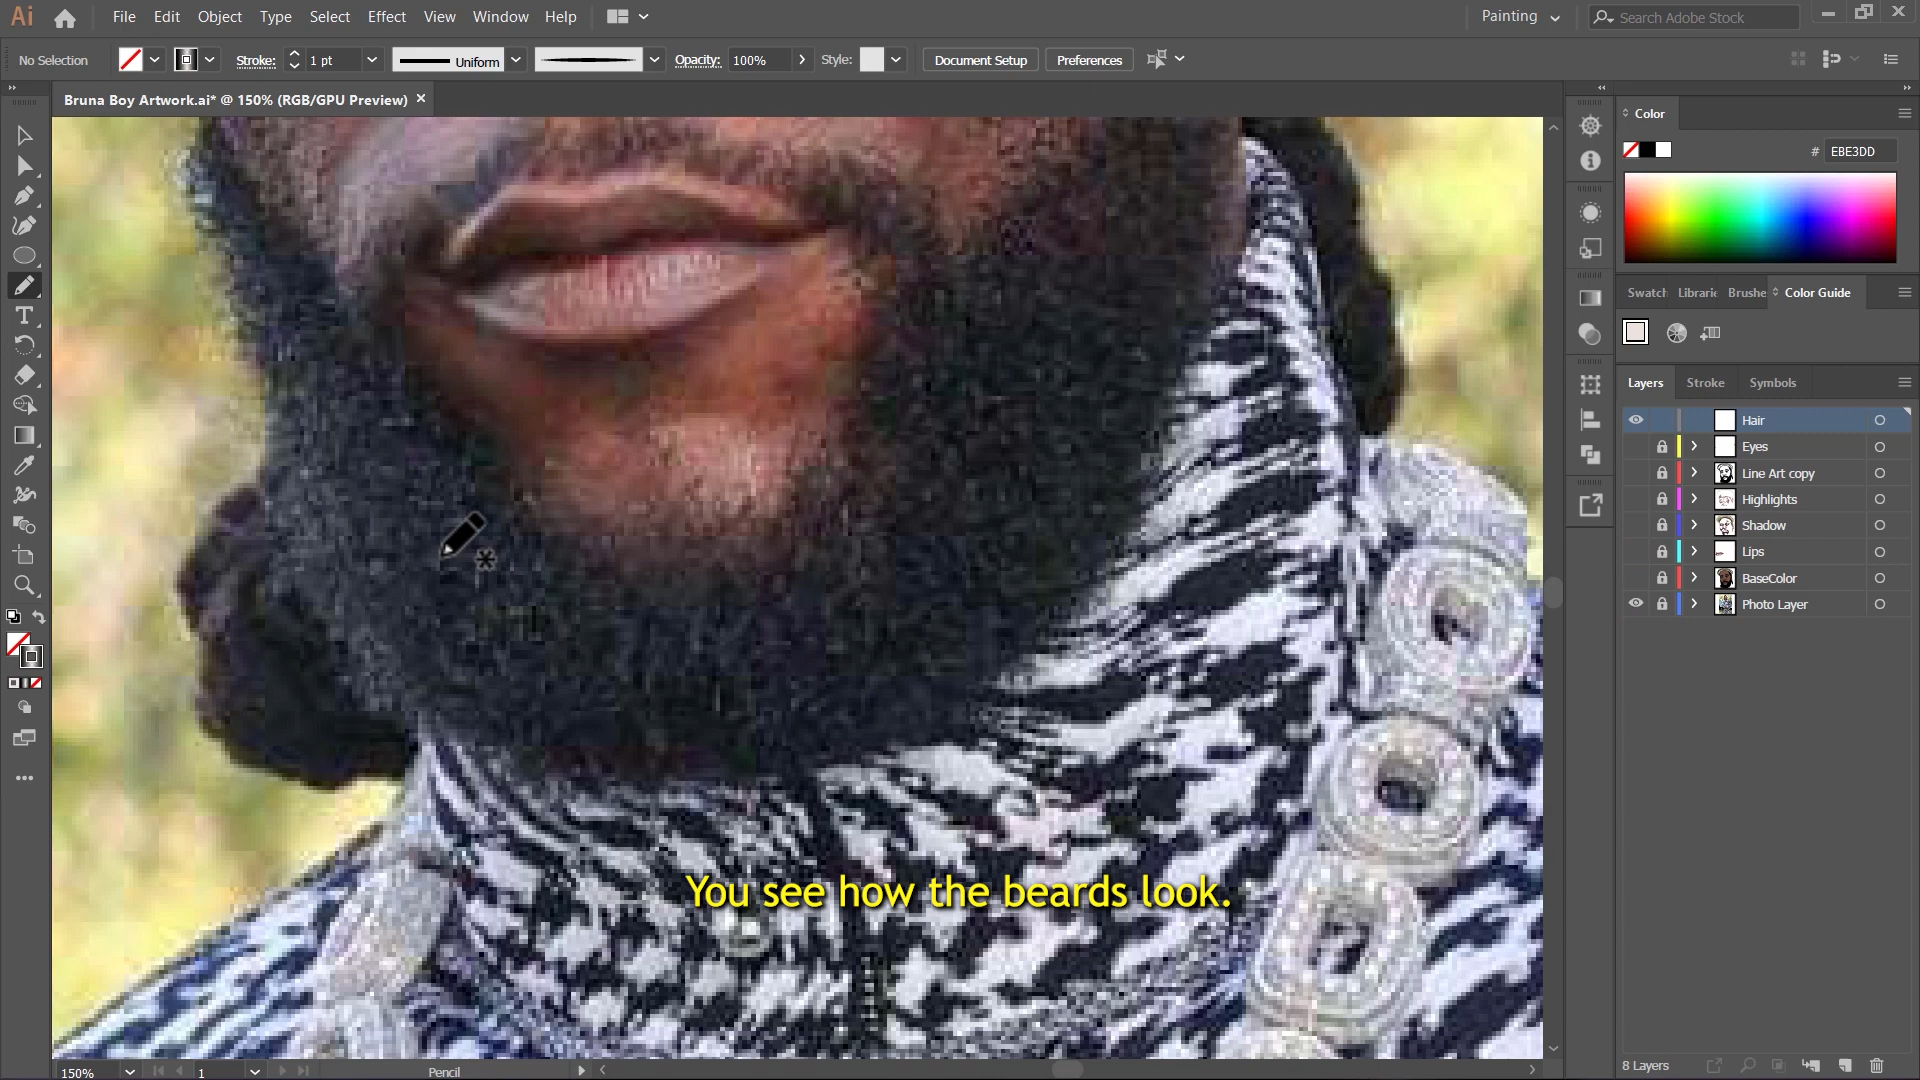 Ai
File Edit Object Type Select Effect View Window Help
Painting
Search Adobe Stock
No Selection
Stroke: 1 pt
Uniform
Opacity: 100%
Style:
Document Setup
Preferences
Bruna Boy Artwork.ai* @ 150% (RGB/GPU Preview)
Color
# EBE3DD
Swatch Librarie Brushe Color Guide
Layers Stroke Symbols
Hair
Eyes
Line Art copy
Highlights
Shadow
Lips
BaseColor
Photo Layer
You see how the beards look.
8 Layers
150%
1
Pencil